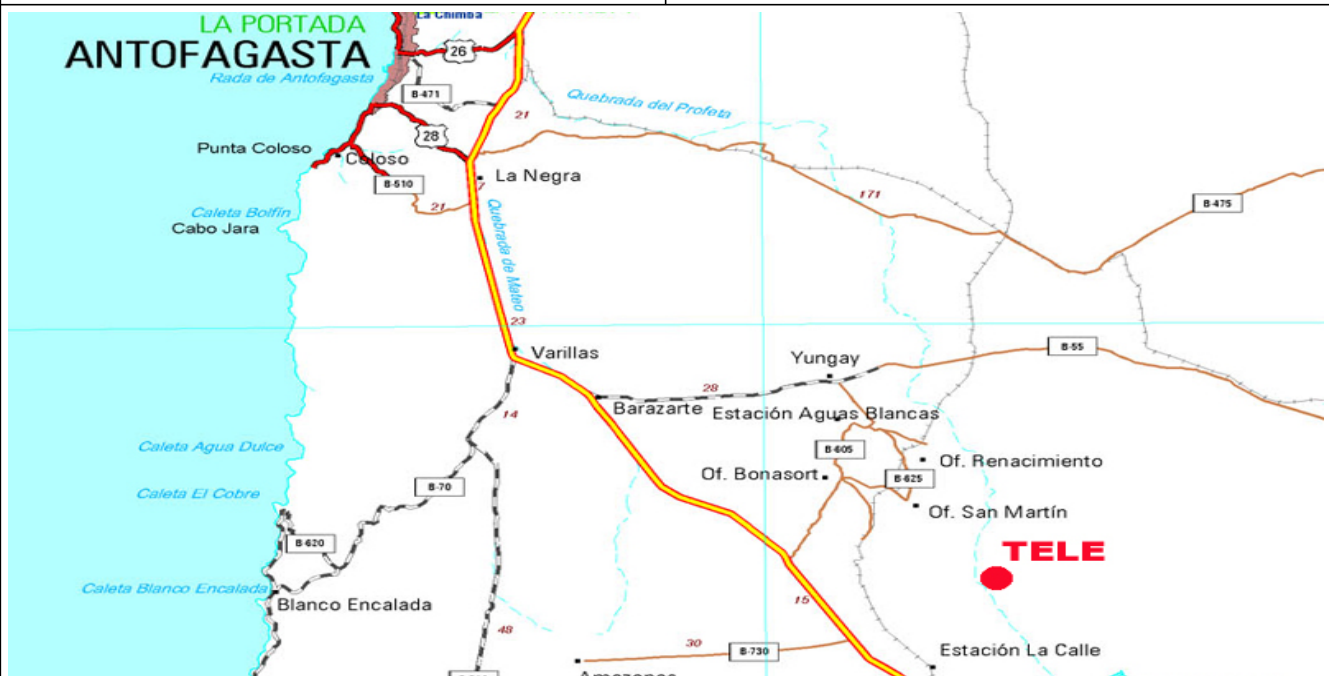 La Chimba
LA PORTADA
ANTOFAGASTA
26
Rada de Antofagasta
B-471
Quebrada del Profeta
21
28
Punta Coloso
Coloso
La Negra
7
B-510
171
B-475
21
Caleta Bolfín
Cabo Jara
Quebrada de Mateo
23
Varillas
Yungay
B-55
28
14
Barazarte
Estación Aguas Blancas
Caleta Agua Dulce
B-605
Of. Renacimiento
Of. Bonasort
B-625
B-70
Caleta El Cobre
Of. San Martín
B-620
TELE
Caleta Blanco Encalada
Blanco Encalada
15
48
30
B-730
Estación La Calle